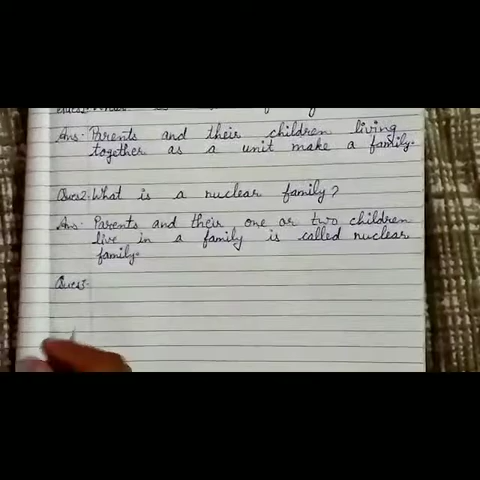 Ans. Parents and their children living
together as a unit make a family.
Ques2. What is a nuclear family?
Ans. Parents and their one or two children
live in a family is called nuclear
family.
Ques3.